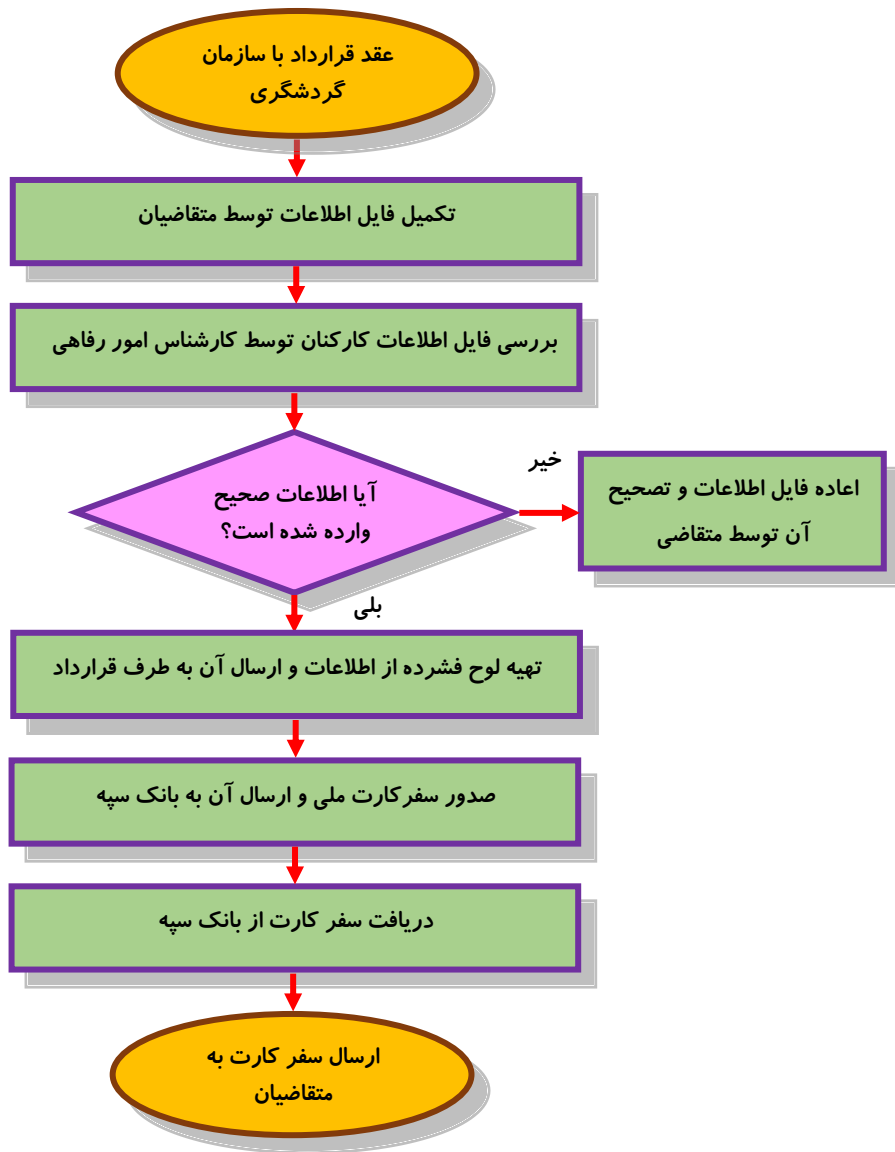 عقد قرارداد با سازمان
گردشگری
تکمیل فایل اطلاعات توسط متقاضیان
بررسی فایل اطلاعات کارکنان توسط کارشناس امور رفاهی
آیا اطلاعات صحیح
وارده شده است؟
خیر
اعاده فایل اطلاعات و تصحیح
آن توسط متقاضی
بلی
تهیه لوح فشرده از اطلاعات و ارسال آن به طرف قرارداد
صدور سفرکارت ملی و ارسال آن به بانک سپه
دریافت سفر کارت از بانک سپه
ارسال سفر کارت به
متقاضیان